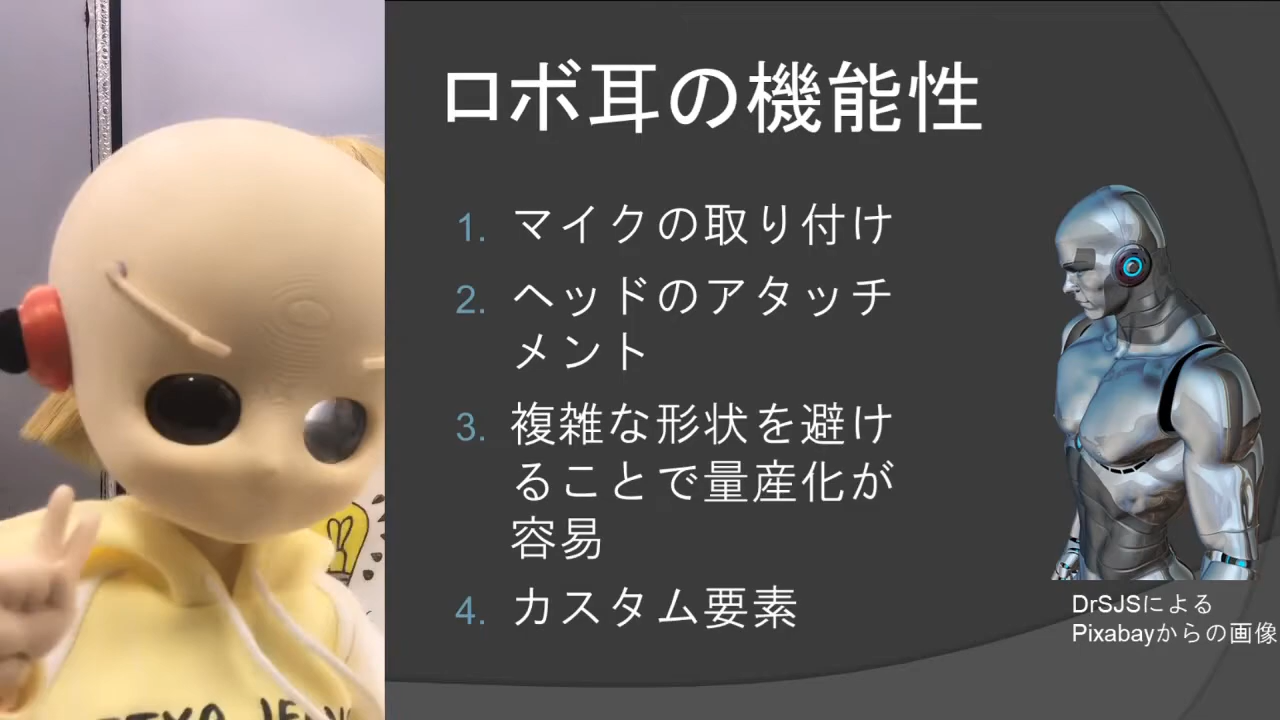 ロボ耳の機能性
1. マイクの取り付け
2. ヘッドのアタッチ
メント
3. 複雑な形状を避け
ることで量産化が
容易
4. カスタム要素
DrSJSによる
Pixabayからの画像